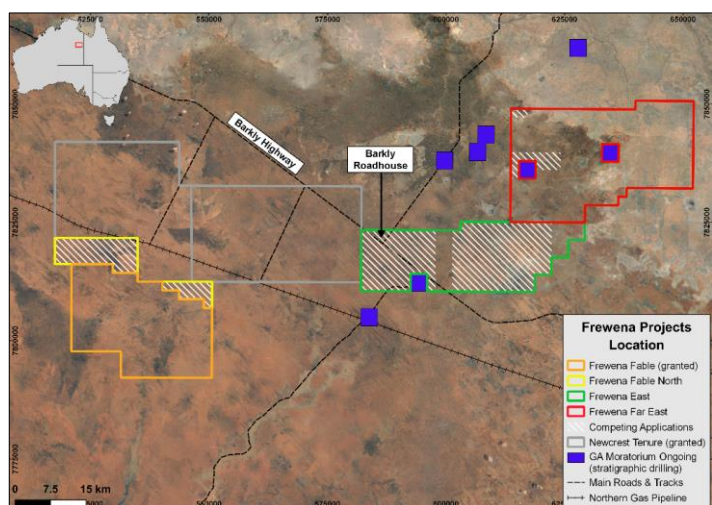 525000
550000
575000
600000
625000
650000
7850000
7850000
Barkly Highway
Barkly
Roadhouse
7825000
7825000
7800000
7775000
Frewena Projects
Location
Frewena Fable (granted)
Frewena Fable North
Frewena East
Frewena Far East
Competing Applications
Newcrest Tenure (granted)
GA Moratorium Ongoing
(stratigraphic drilling)
Main Roads & Tracks
Northern Gas Pipeline
0 7.5 15 km